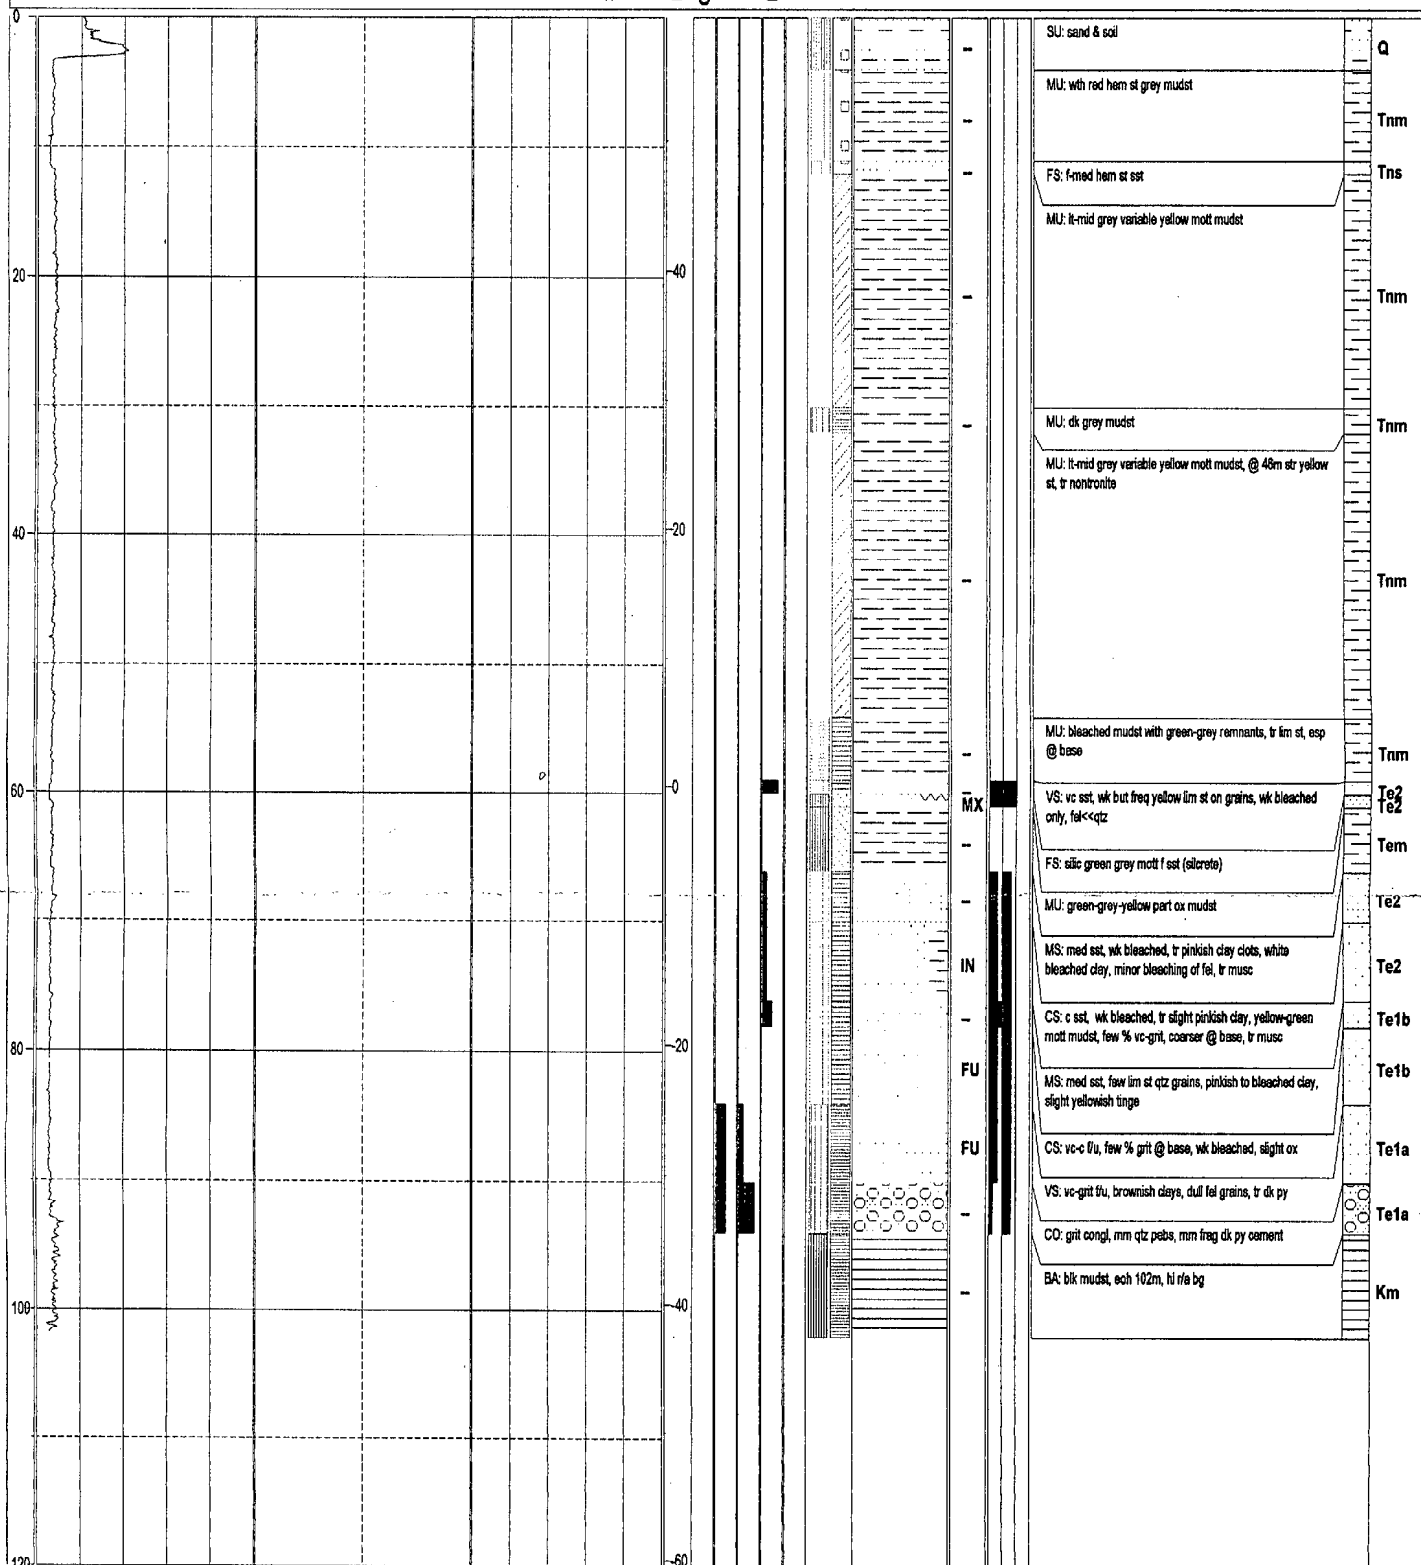 0
20
40
60
80
100
120
40
20
0
-20
-40
-60
MX
IN
FU
FU
SU: sand & soil
Q
MU: wth red hem st grey mudst
Tnm
FS: f-med hem st sst
Tns
MU: lt-mid grey variable yellow mott mudst
Tnm
MU: dk grey mudst
Tnm
MU: lt-mid grey variable yellow mott mudst, @ 46m str yellow
st, tr nontronite
Tnm
MU: bleached mudst with green-grey remnants, tr lim st, esp
@ base
Tnm
VS: vc sst, wk but freq yellow lim st on grains, wk bleached
only, fel<<qtz
Te2
Te2
FS: silic green grey mott f sst (silcrete)
Tem
MU: green-grey-yellow part ox mudst
Te2
MS: med sst, wk bleached, tr pinkish clay clots, white
bleached clay, minor bleaching of fel, tr musc
Te2
CS: c sst, wk bleached, tr slight pinkish clay, yellow-green
mott mudst, few % vc-grit, coarser @ base, tr musc
Te1b
MS: med sst, few lim st qtz grains, pinkish to bleached clay,
slight yellowish tinge
Te1b
CS: vc-c f/u, few % grit @ base, wk bleached, slight ox
Te1a
VS: vc-grit f/u, brownish clays, dull fel grains, tr dk py
Te1a
CO: grit congl, mm qtz pebs, mm frag dk py cement
BA: blk mudst, eoh 102m, hi r/a bg
Km